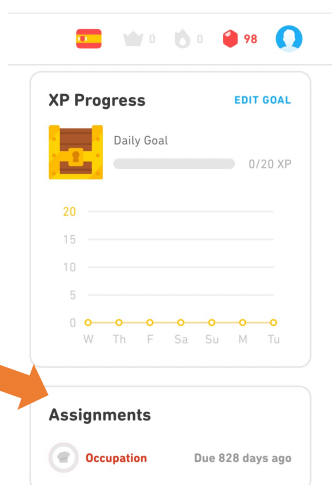 0 0 98
XP Progress EDIT GOAL
Daily Goal
0/20 XP
20
15
10
5
0
W Th F Sa Su M Tu
Assignments
Occupation Due 828 days ago